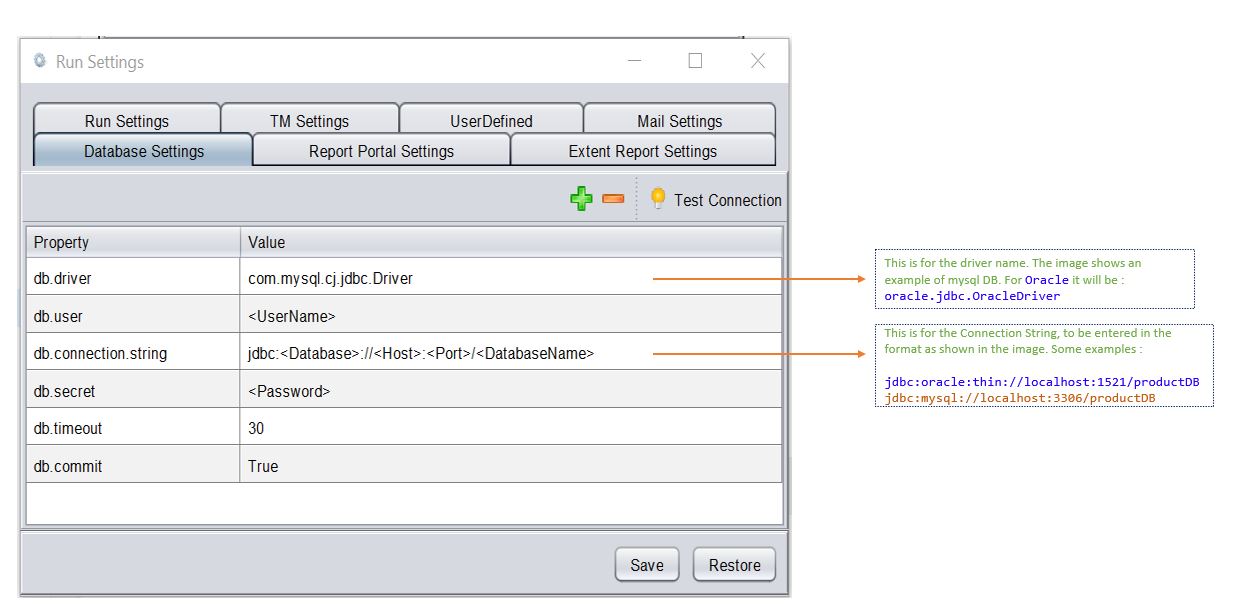 Run Settings
Run Settings TM Settings UserDefined Mail Settings
Database Settings Report Portal Settings Extent Report Settings
Test Connection
Property Value
db.driver com.mysql.cj.jdbc.Driver
db.user <UserName>
db.connection.string jdbc:<Database>://<Host>:<Port>/<DatabaseName>
db.secret <Password>
db.timeout 30
db.commit True
Save Restore
This is for the driver name. The image shows an
example of mysql DB. For Oracle it will be :
oracle.jdbc.OracleDriver
This is for the Connection String, to be entered in the
format as shown in the image. Some examples :
jdbc:oracle:thin://localhost:1521/productDB
jdbc:mysql://localhost:3306/productDB